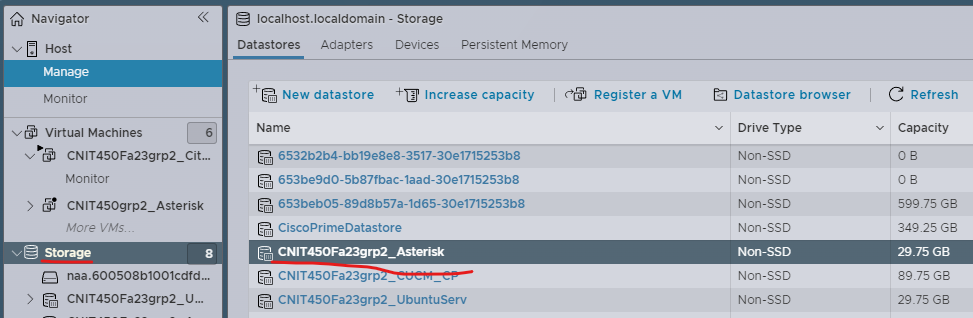 Navigator
Host
Manage
Monitor
Virtual Machines 6
CNIT450Fa23grp2_Cit...
Monitor
CNIT450grp2_Asterisk
More VMs...
Storage 8
naa.600508b1001cdfd...
CNIT450Fa23grp2_U...
localhost.localdomain - Storage
Datastores Adapters Devices Persistent Memory
New datastore Increase capacity Register a VM Datastore browser Refresh
Name Drive Type Capacity
6532b2b4-bb19e8e8-3517-30e1715253b8 Non-SSD 0 B
653be9d0-5b87fbac-1aad-30e1715253b8 Non-SSD 0 B
653beb05-89d8b57a-1d65-30e1715253b8 Non-SSD 599.75 GB
CiscoPrimeDatastore Non-SSD 349.25 GB
CNIT450Fa23grp2_Asterisk Non-SSD 29.75 GB
CNIT450Fa23grp2_CUCM_CP Non-SSD 89.75 GB
CNIT450Fa23grp2_UbuntuServ Non-SSD 29.75 GB